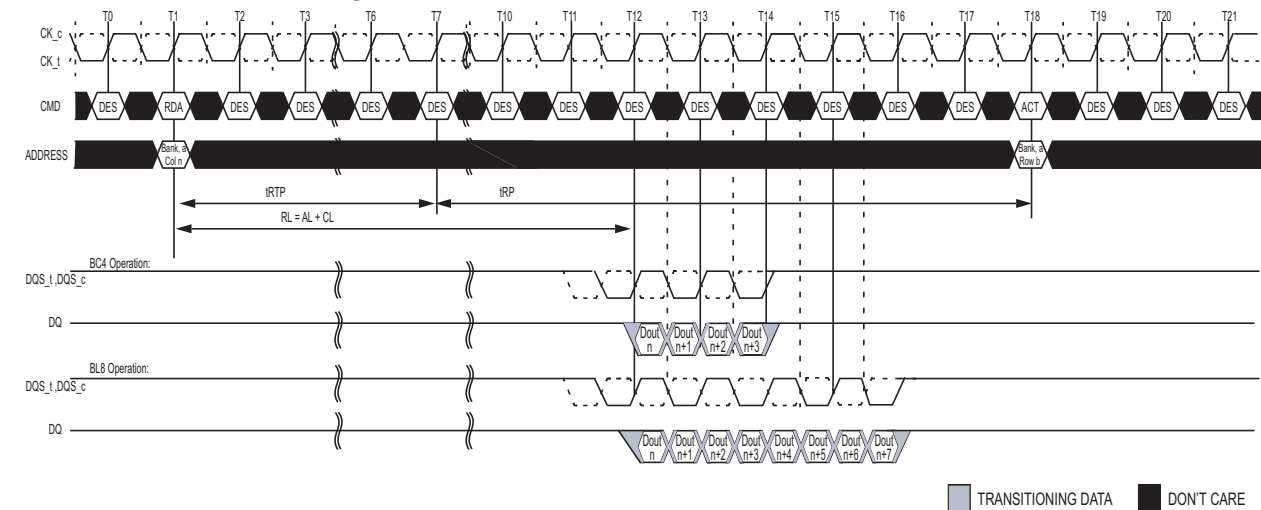 T0 T1 T2 T3 T6 T7 T10 T11 T12 T13 T14 T15 T16 T17 T18 T19 T20 T21
CK_c
CK_t
CMD DES RDA DES DES DES DES DES DES DES DES DES DES DES DES ACT DES DES DES
ADDRESS Bank, a Bank, a
Col n Row b
tRTP tRP
RL = AL + CL
BC4 Operation:
DQS_t ,DQS_c
DQ
Dout Dout Dout Dout
n n+1 n+2 n+3
BL8 Operation:
DQS_t ,DQS_c
DQ
Dout Dout Dout Dout Dout Dout Dout Dout
n n+1 n+2 n+3 n+4 n+5 n+6 n+7
TRANSITIONING DATA DON'T CARE